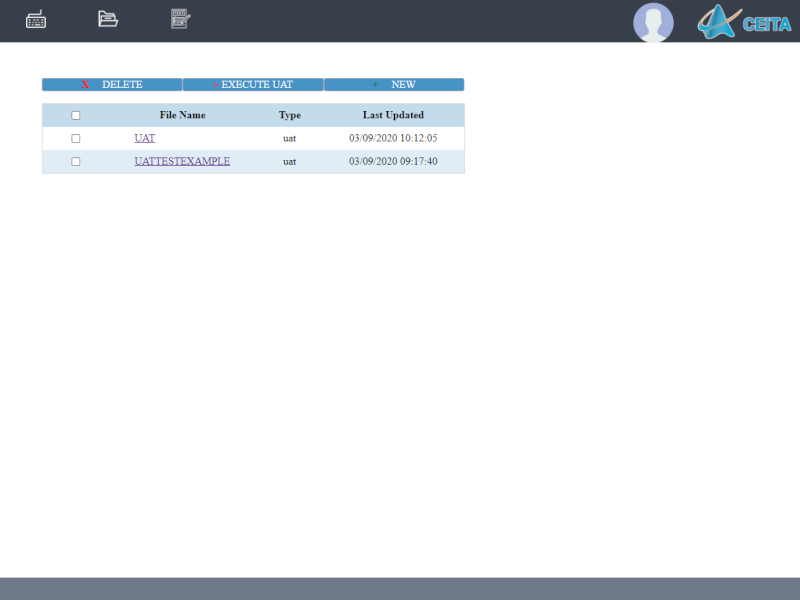 CEITA
X DELETE
- EXECUTE UAT
+ NEW
File Name Type Last Updated
UAT uat 03/09/2020 10:12:05
UATTESTEXAMPLE uat 03/09/2020 09:17:40